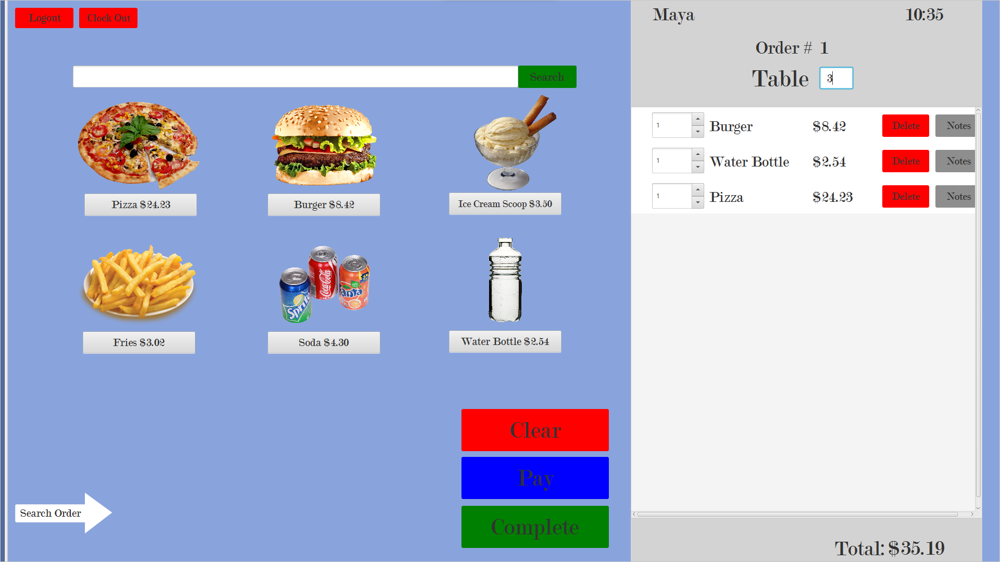 Logout
Clock Out
Search
Pizza $24.23
Burger $8.42
Ice Cream Scoop $3.50
Coca-Cola
Sprite
anta
Fries $3.02
Soda $4.30
Water Bottle $2.54
Clear
Pay
Complete
Search Order
Maya
10:35
Order # 1
Table 3
1 Burger $8.42 Delete Notes
1 Water Bottle $2.54 Delete Notes
1 Pizza $24.23 Delete Notes
Total: $35.19